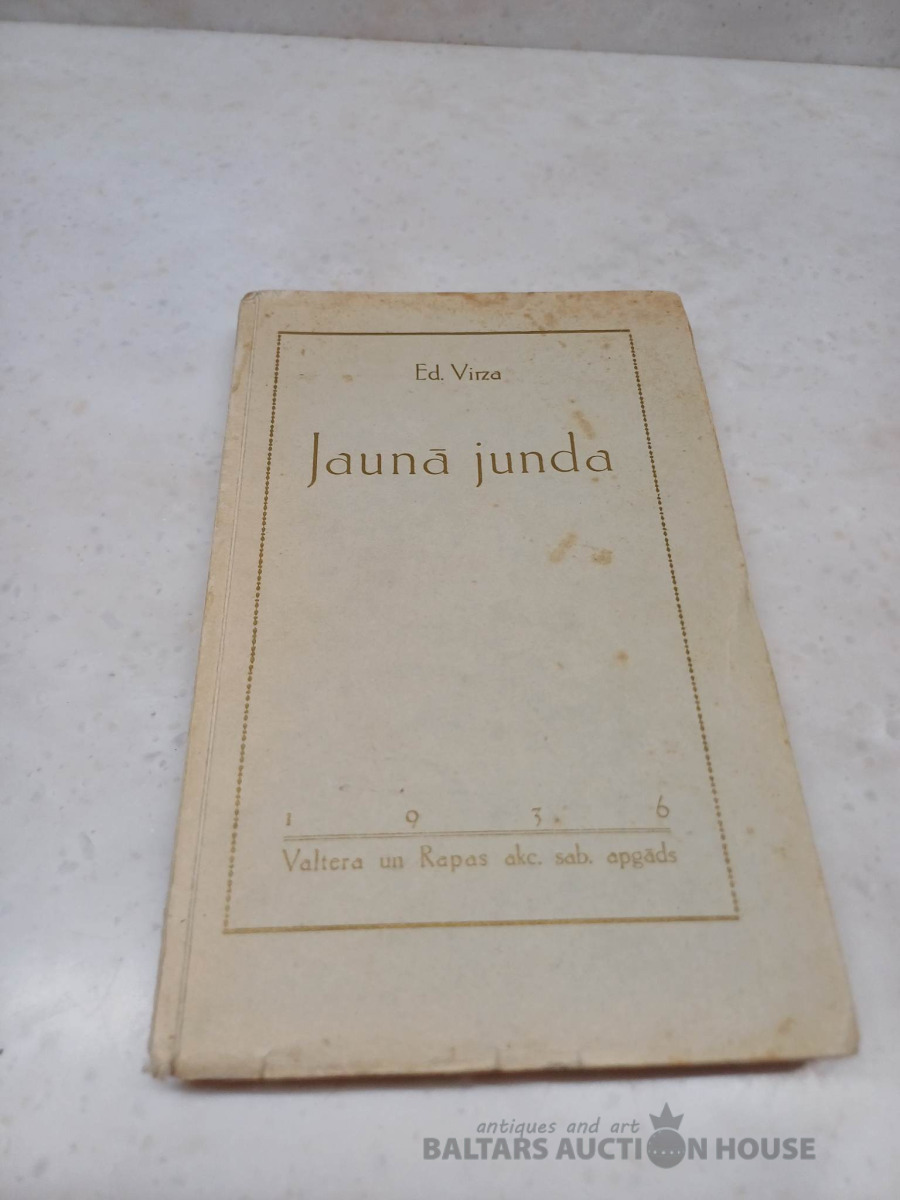 Ed. Virza
Jaunā junda
1 9 3 6
Valtera un Rapas akc. sab. apgāds
antiques and art
BALTARS AUCTION HOUSE